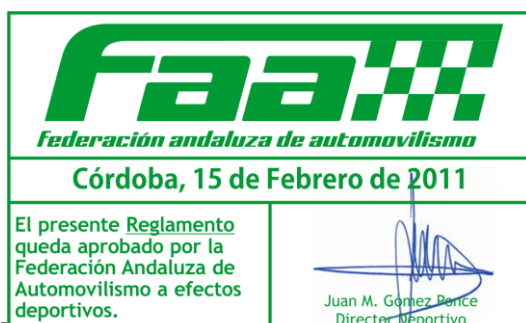 faa
Federación andaluza de automovilismo
Córdoba, 15 de Febrero de 2011
El presente Reglamento
queda aprobado por la
Federación Andaluza de
Automovilismo a efectos
deportivos.
Juan M. Gómez Ponce
Director Deportivo